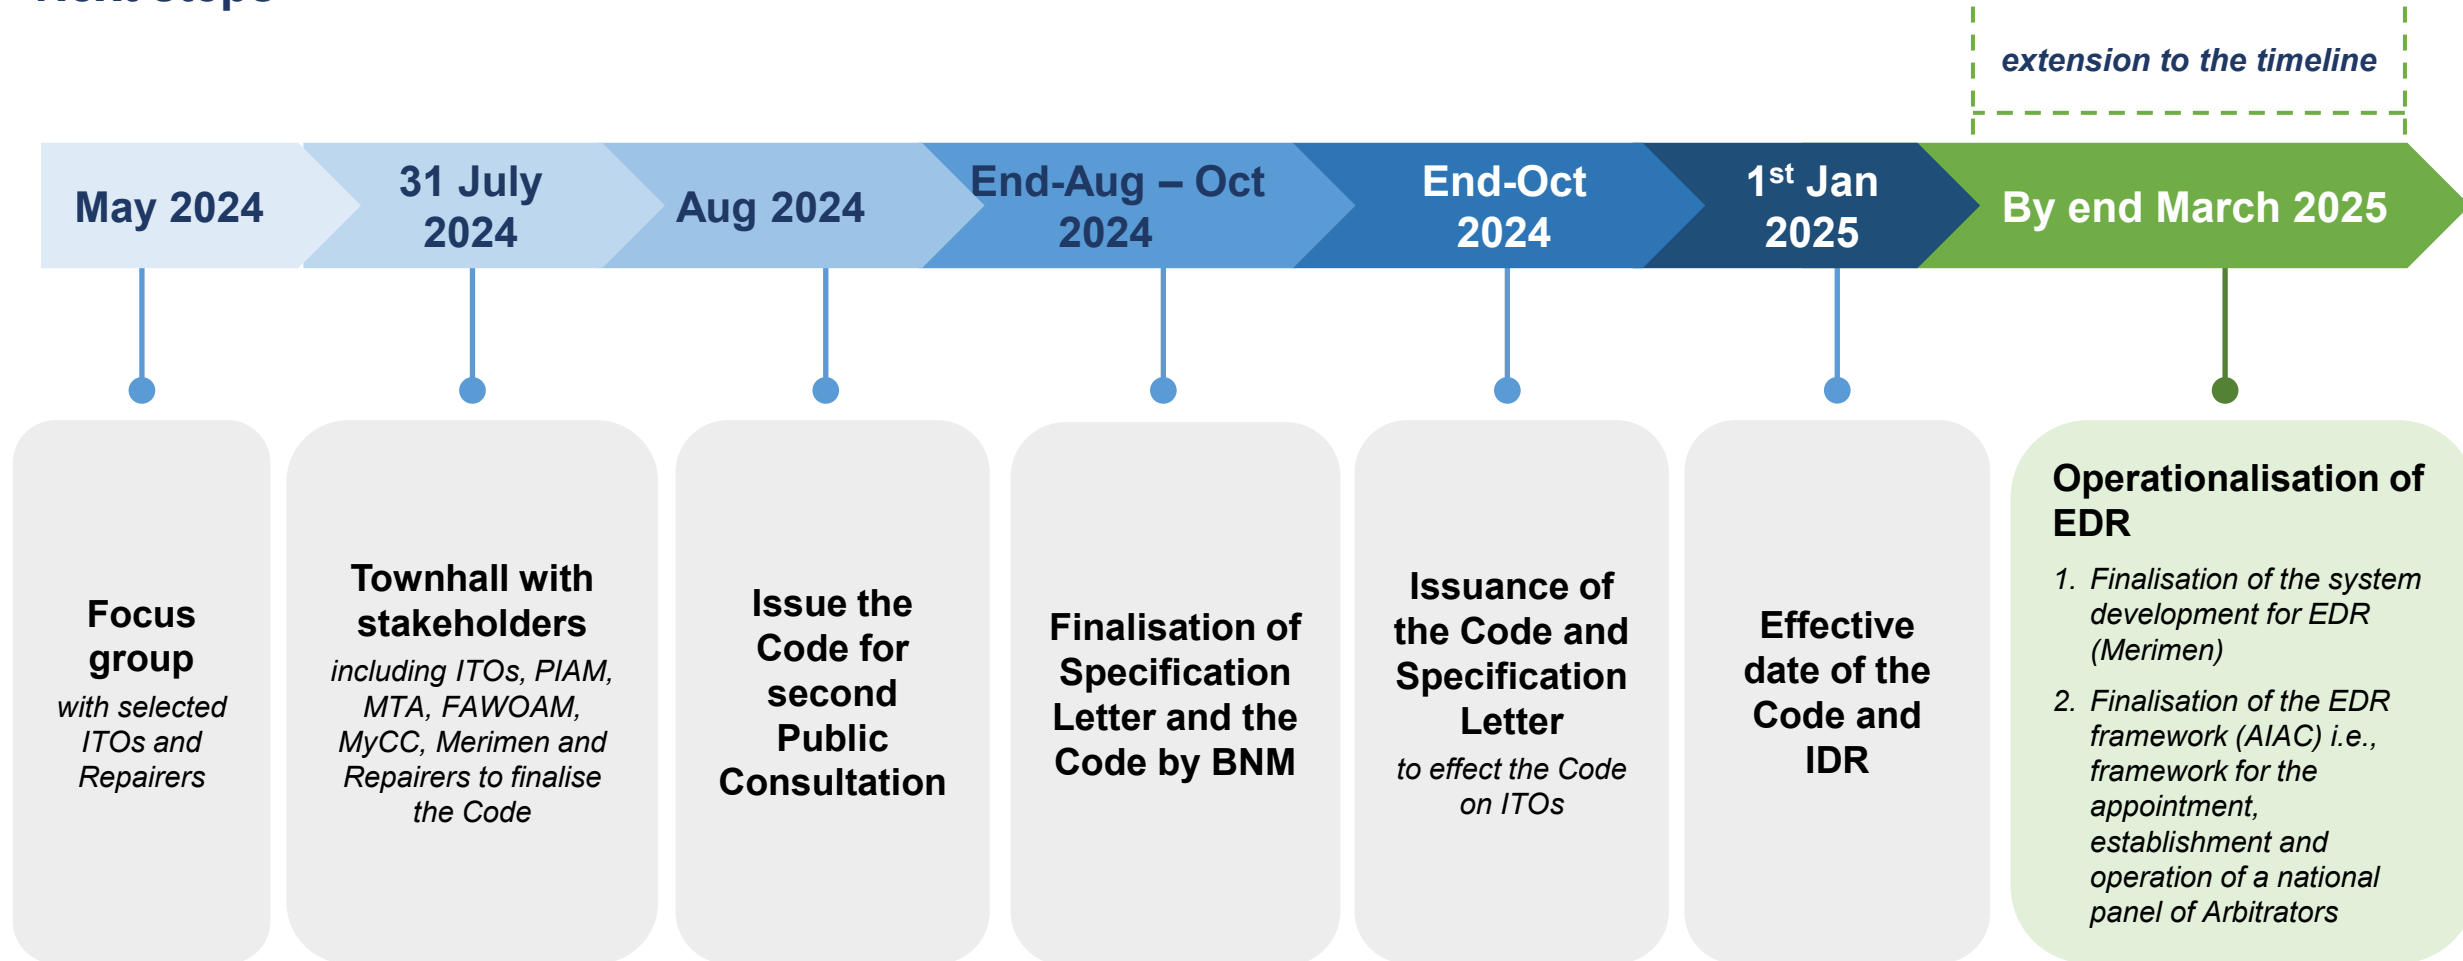 Next steps
extension to the timeline
May 2024
31 July
2024
Aug 2024
End-Aug – Oct
2024
End-Oct
2024
1st Jan
2025
By end March 2025
Focus
group
with selected
ITOs and
Repairers
Townhall with
stakeholders
including ITOs, PIAM,
MTA, FAWOAM,
MyCC, Merimen and
Repairers to finalise
the Code
Issue the
Code for
second
Public
Consultation
Finalisation of
Specification
Letter and the
Code by BNM
Issuance of
the Code and
Specification
Letter
to effect the Code
on ITOs
Effective
date of the
Code and
IDR
Operationalisation of
EDR
1. Finalisation of the system
development for EDR
(Merimen)
2. Finalisation of the EDR
framework (AIAC) i.e.,
framework for the
appointment,
establishment and
operation of a national
panel of Arbitrators